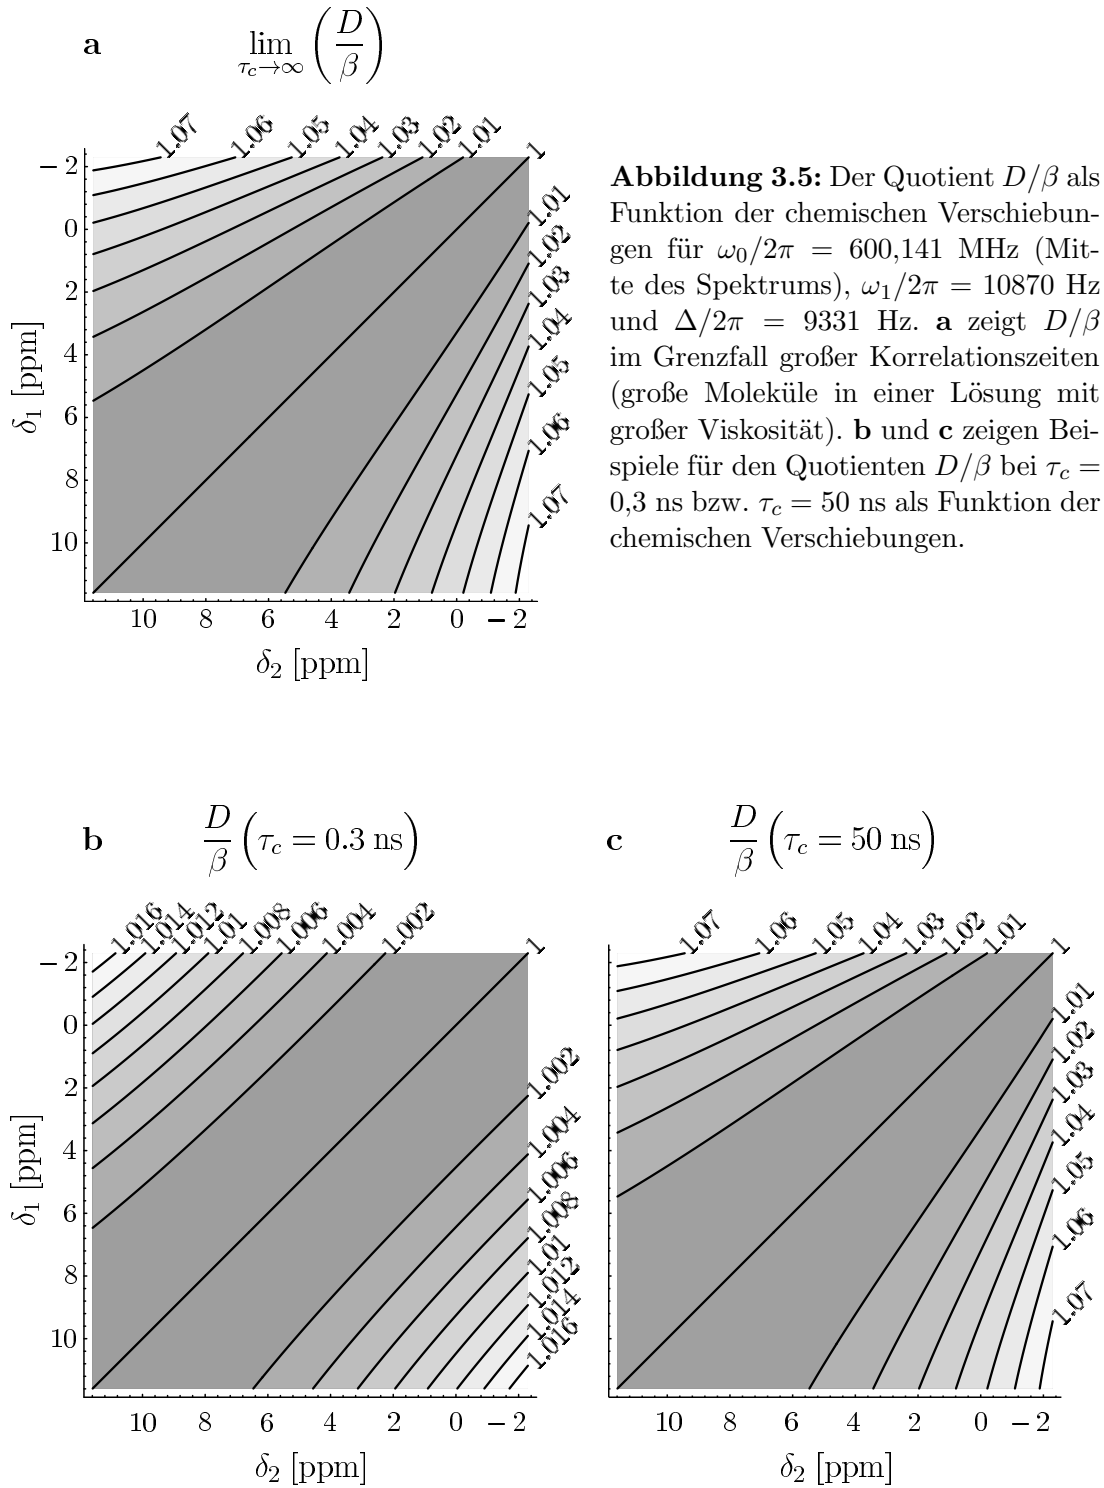 a
lim τc→∞ (D/β)
1.07 1.06 1.05 1.04 1.03 1.02 1.01 1
1.01
1.02
1.03
1.04
1.05
1.06
1.07
−2
0
2
4
6
8
10
δ1 [ppm]
10 8 6 4 2 0 −2
δ2 [ppm]
Abbildung 3.5: Der Quotient D/β als
Funktion der chemischen Verschiebun-
gen für ω0/2π = 600,141 MHz (Mit-
te des Spektrums), ω1/2π = 10870 Hz
und Δ/2π = 9331 Hz. a zeigt D/β
im Grenzfall großer Korrelationszeiten
(große Moleküle in einer Lösung mit
großer Viskosität). b und c zeigen Bei-
spiele für den Quotienten D/β bei τc =
0,3 ns bzw. τc = 50 ns als Funktion der
chemischen Verschiebungen.
b
D/β (τc = 0.3 ns)
1.016 1.014 1.012 1.01 1.008 1.006 1.004 1.002 1
1.002
1.004
1.006
1.008
1.01
1.012
1.014
1.016
−2
0
2
4
6
8
10
δ1 [ppm]
10 8 6 4 2 0 −2
δ2 [ppm]
c
D/β (τc = 50 ns)
1.07 1.06 1.05 1.04 1.03 1.02 1.01 1
1.01
1.02
1.03
1.04
1.05
1.06
1.07
10 8 6 4 2 0 −2
δ2 [ppm]